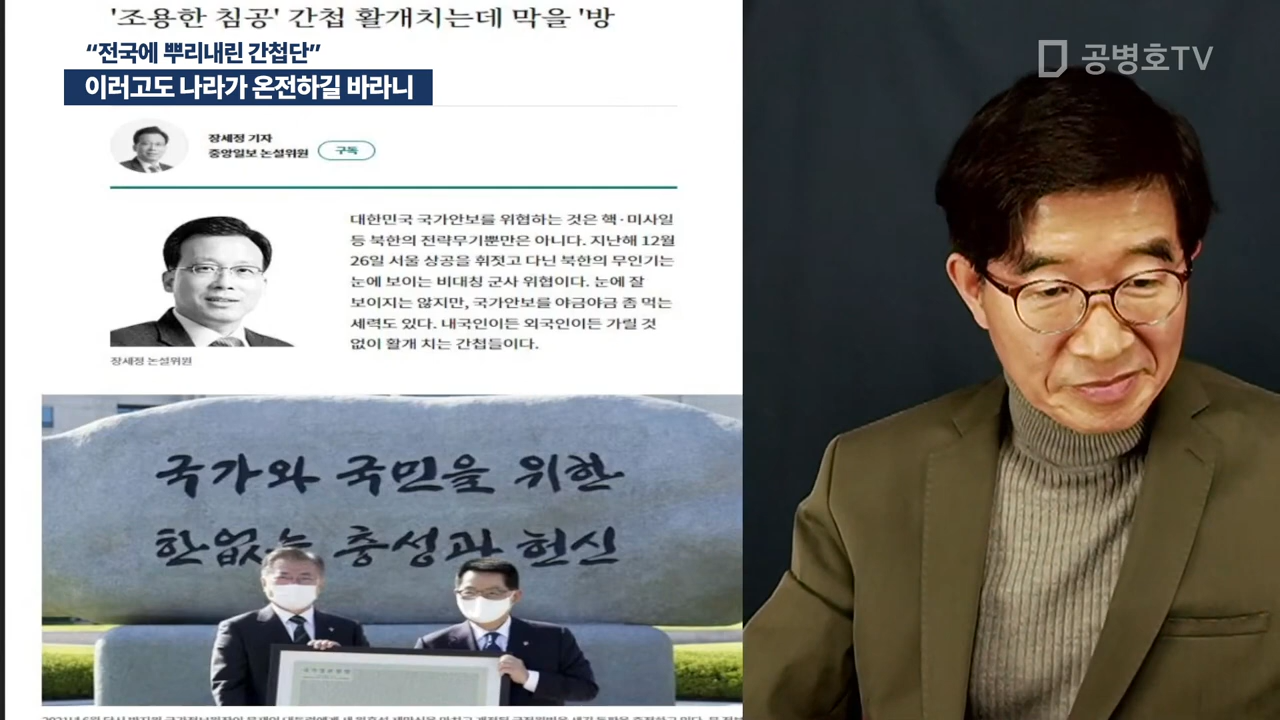 '조용한 침공' 간첩 활개치는데 막을 '방
“전국에 뿌리내린 간첩단”
이러고도 나라가 온전하길 바라니
공병호TV
장세정 기자
중앙일보 논설위원
구독
대한민국 국가안보를 위협하는 것은 핵·미사일
등 북한의 전략무기뿐만은 아니다. 지난해 12월
26일 서울 상공을 휘젓고 다닌 북한의 무인기는
눈에 보이는 비대칭 군사 위협이다. 눈에 잘
보이지는 않지만, 국가안보를 야금야금 좀 먹는
세력도 있다. 내국인이든 외국인이든 가릴 것
없이 활개 치는 간첩들이다.
장세정 논설위원
국가와 국민을 위한
한없는 충성과 헌신